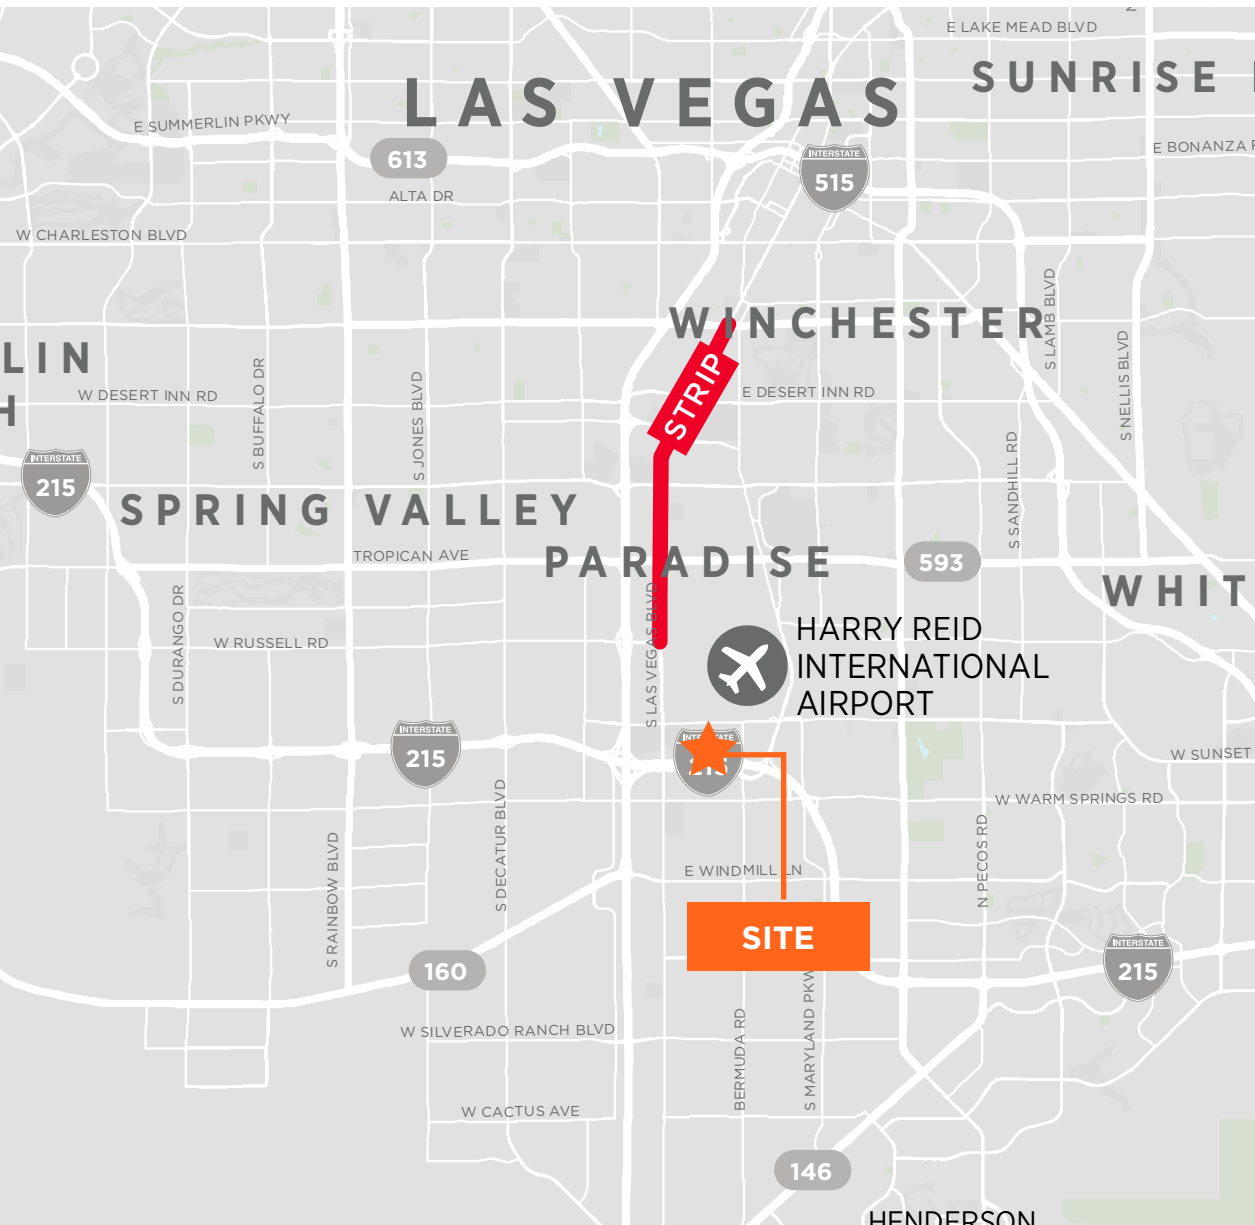 E LAKE MEAD BLVD
SUNRISE
LAS VEGAS
E SUMMERLIN PKWY
613
INTERSTATE
515
E BONANZA
ALTA DR
W CHARLESTON BLVD
WINCHESTER
S LAMB BLVD
LIN
H
STRIP
W DESERT INN RD
E DESERT INN RD
S BUFFALO DR
S JONES BLVD
S NELLIS BLVD
S SANDHILL RD
INTERSTATE
215
SPRING VALLEY
TROPICAN AVE
PARADISE
593
WHIT
S DURANGO DR
W RUSSELL RD
S LAS VEGAS BLVD
HARRY REID
INTERNATIONAL
AIRPORT
INTERSTATE
215
INTERSTATE
215
W SUNSET
W WARM SPRINGS RD
S DECATUR BLVD
S RAINBOW BLVD
E WINDMILL LN
N PECOS RD
SITE
160
INTERSTATE
215
BERMUDA RD
S MARYLAND PKW
W SILVERADO RANCH BLVD
W CACTUS AVE
146
HENDERSON